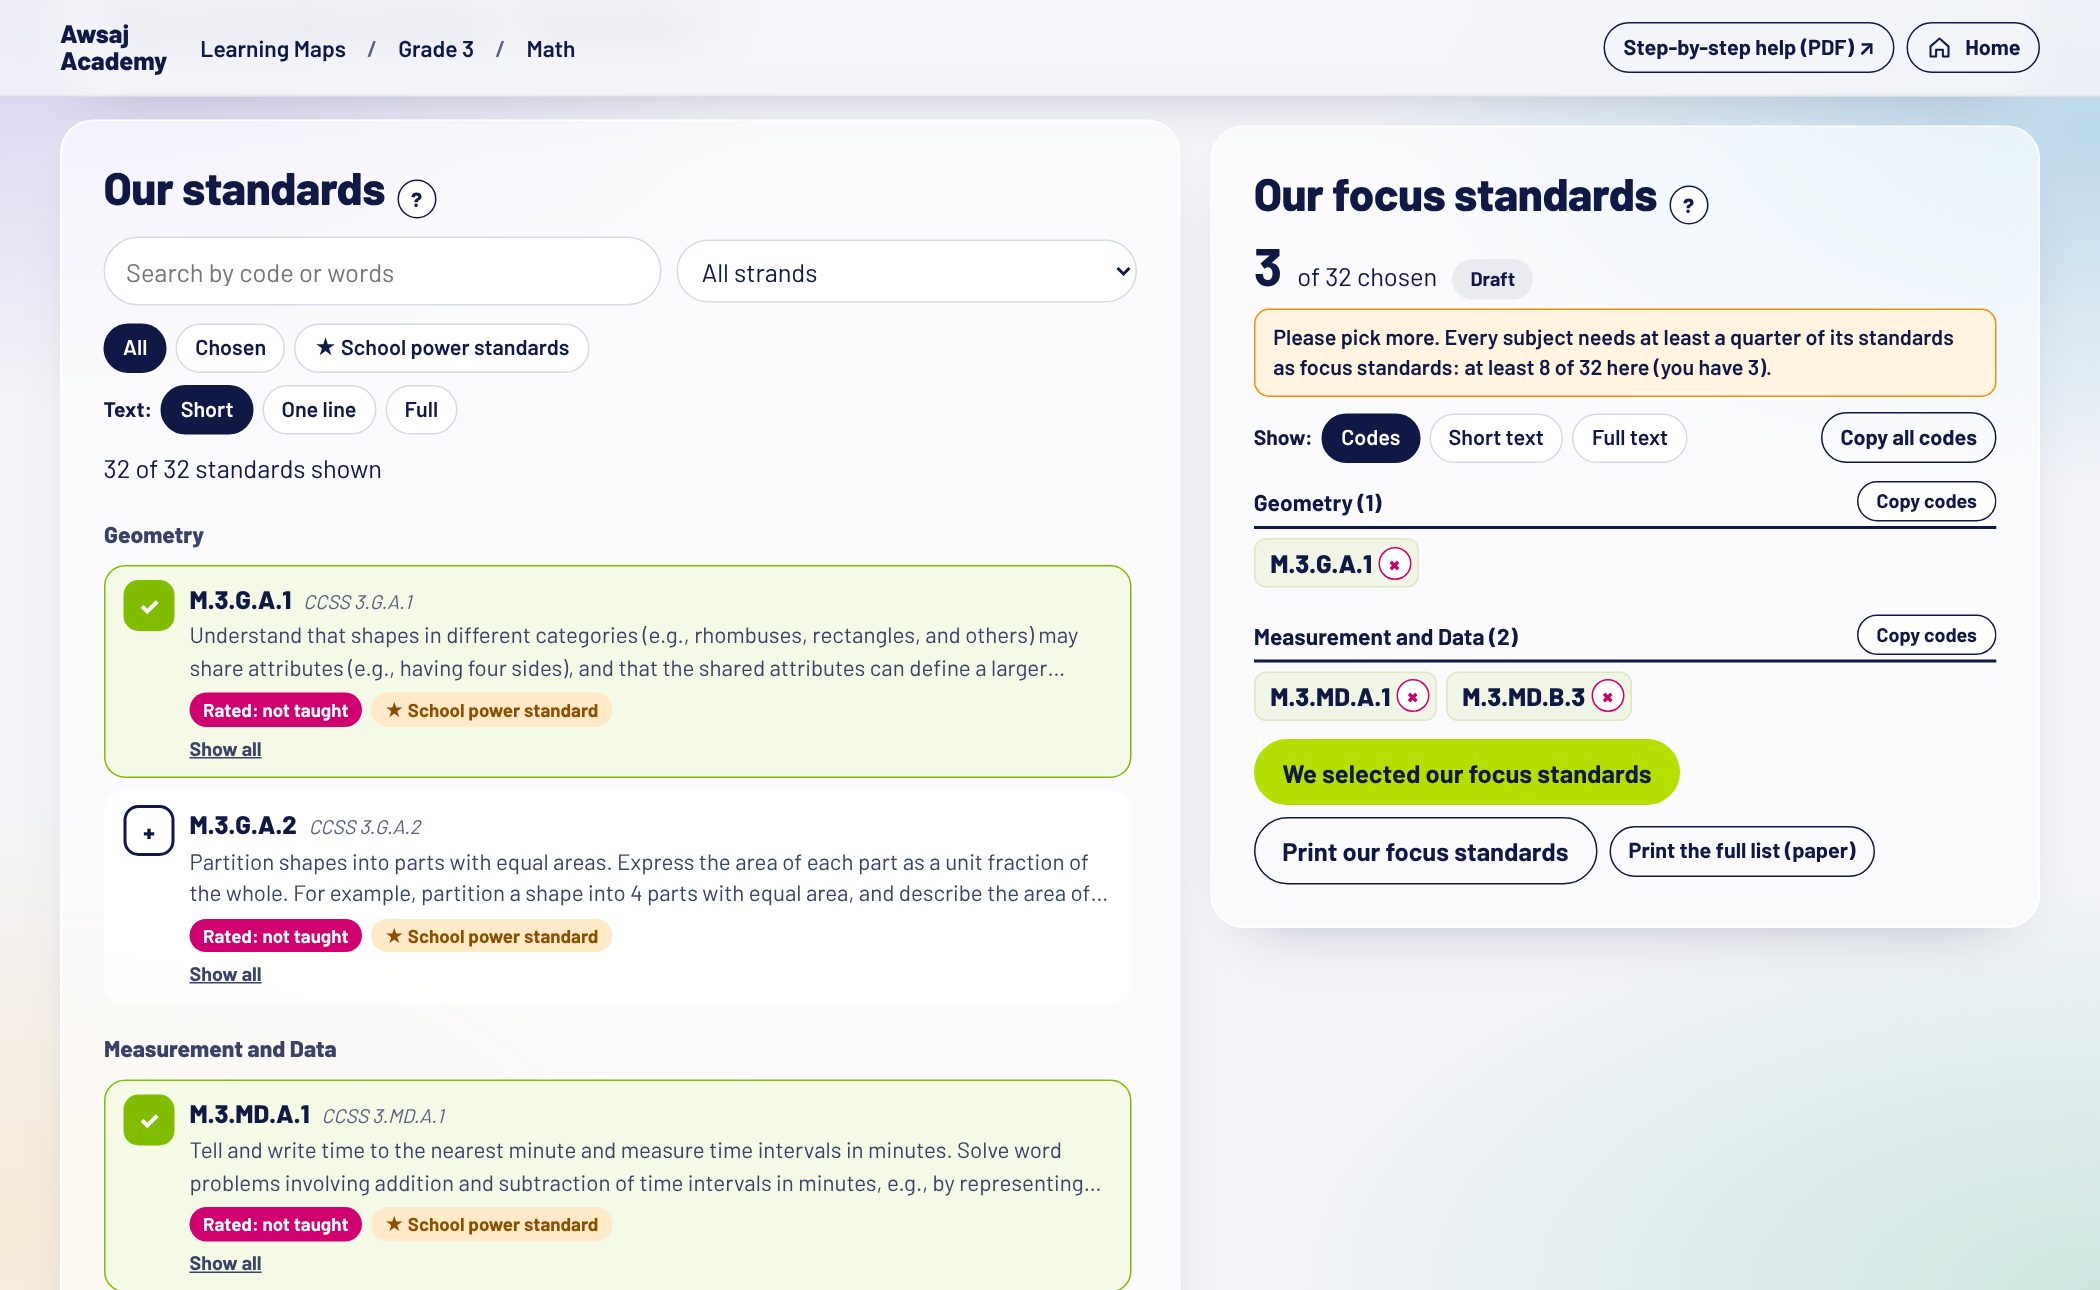 Awsaj
Academy
Learning Maps / Grade 3 / Math
Step-by-step help (PDF) ↗
Home
Our standards ?
Search by code or words
All strands
All
Chosen
★ School power standards
Text: Short One line Full
32 of 32 standards shown
Geometry
M.3.G.A.1 CCSS 3.G.A.1
Understand that shapes in different categories (e.g., rhombuses, rectangles, and others) may
share attributes (e.g., having four sides), and that the shared attributes can define a larger...
Rated: not taught ★ School power standard
Show all
+ M.3.G.A.2 CCSS 3.G.A.2
Partition shapes into parts with equal areas. Express the area of each part as a unit fraction of
the whole. For example, partition a shape into 4 parts with equal area, and describe the area of...
Rated: not taught ★ School power standard
Show all
Measurement and Data
M.3.MD.A.1 CCSS 3.MD.A.1
Tell and write time to the nearest minute and measure time intervals in minutes. Solve word
problems involving addition and subtraction of time intervals in minutes, e.g., by representing...
Rated: not taught ★ School power standard
Show all
Our focus standards ?
3 of 32 chosen Draft
Please pick more. Every subject needs at least a quarter of its standards
as focus standards: at least 8 of 32 here (you have 3).
Show: Codes Short text Full text Copy all codes
Geometry (1) Copy codes
M.3.G.A.1 ×
Measurement and Data (2) Copy codes
M.3.MD.A.1 × M.3.MD.B.3 ×
We selected our focus standards
Print our focus standards Print the full list (paper)